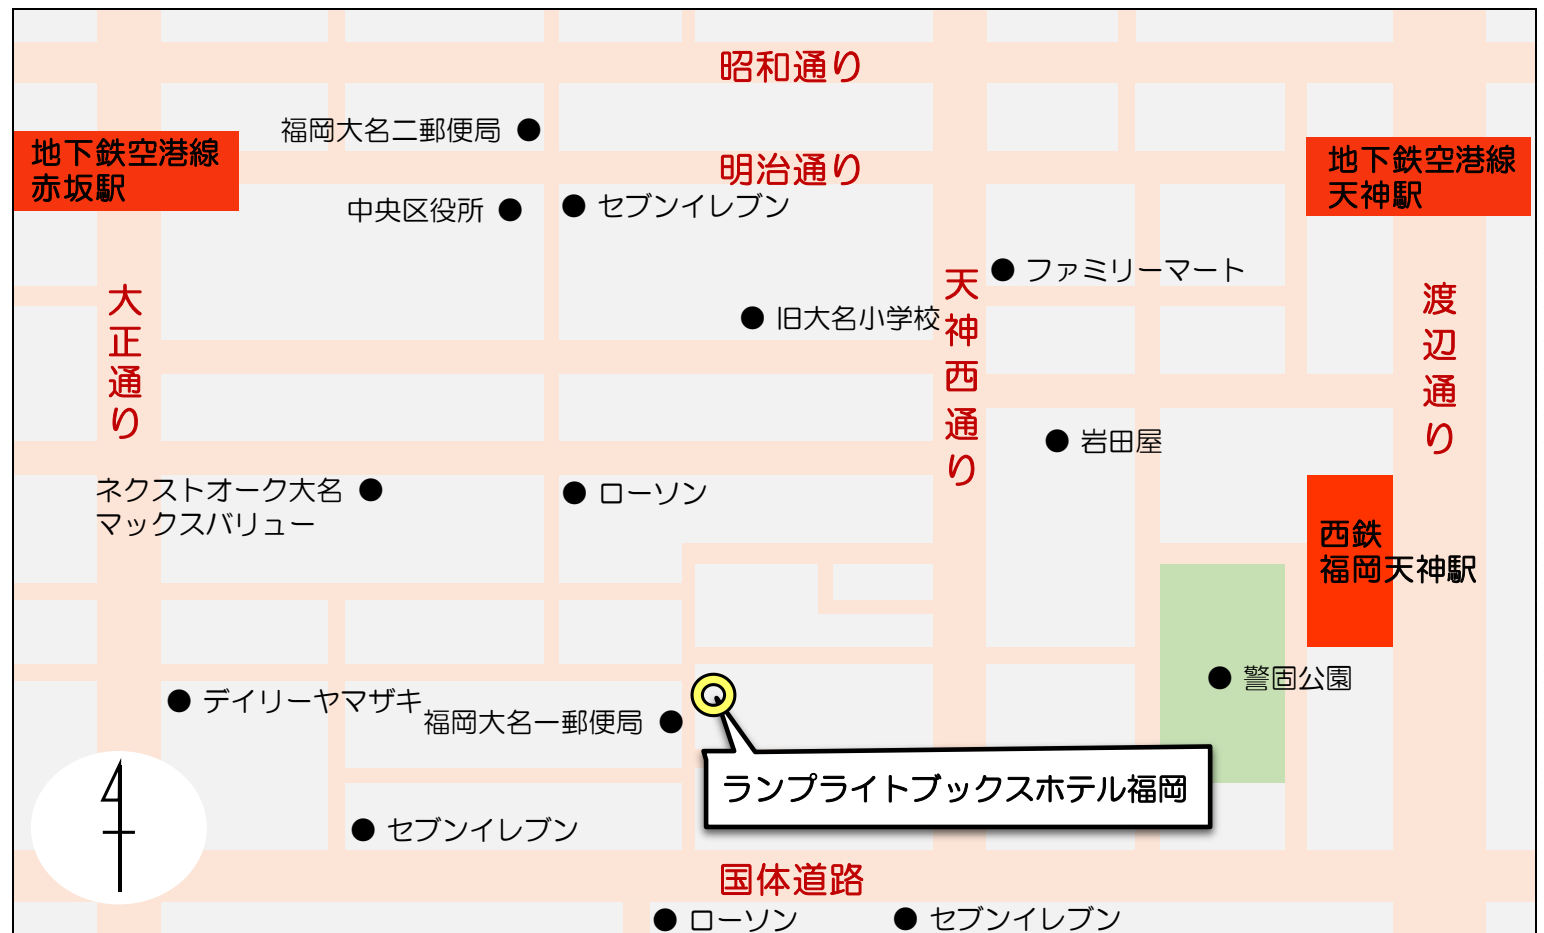 昭和通り
福岡大名二郵便局
地下鉄空港線
赤坂駅
明治通り
地下鉄空港線
天神駅
中央区役所
セブンイレブン
ファミリーマート
大正通り
天神西通り
渡辺通り
旧大名小学校
岩田屋
ネクストオーク大名
マックスバリュー
ローソン
西鉄
福岡天神駅
警固公園
デイリーヤマザキ
福岡大名一郵便局
ランプライトブックスホテル福岡
セブンイレブン
国体道路
ローソン
セブンイレブン